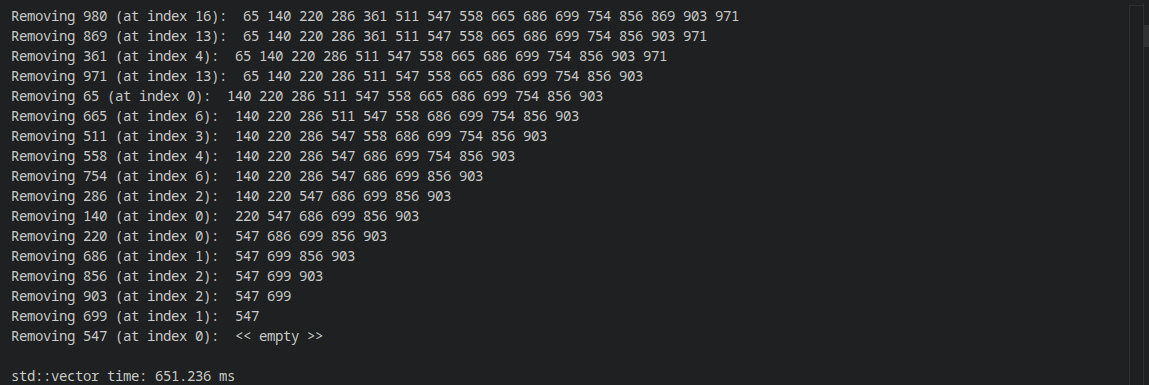 Removing 980 (at index 16):  65 140 220 286 361 511 547 558 665 686 699 754 856 869 903 971
Removing 869 (at index 13):  65 140 220 286 361 511 547 558 665 686 699 754 856 903 971
Removing 361 (at index 4):  65 140 220 286 511 547 558 665 686 699 754 856 903 971
Removing 971 (at index 13):  65 140 220 286 511 547 558 665 686 699 754 856 903
Removing 65 (at index 0):  140 220 286 511 547 558 665 686 699 754 856 903
Removing 665 (at index 6):  140 220 286 511 547 558 686 699 754 856 903
Removing 511 (at index 3):  140 220 286 547 558 686 699 754 856 903
Removing 558 (at index 4):  140 220 286 547 686 699 754 856 903
Removing 754 (at index 6):  140 220 286 547 686 699 856 903
Removing 286 (at index 2):  140 220 547 686 699 856 903
Removing 140 (at index 0):  220 547 686 699 856 903
Removing 220 (at index 0):  547 686 699 856 903
Removing 686 (at index 1):  547 699 856 903
Removing 856 (at index 2):  547 699 903
Removing 903 (at index 2):  547 699
Removing 699 (at index 1):  547
Removing 547 (at index 0):  << empty >>
std::vector time: 651.236 ms